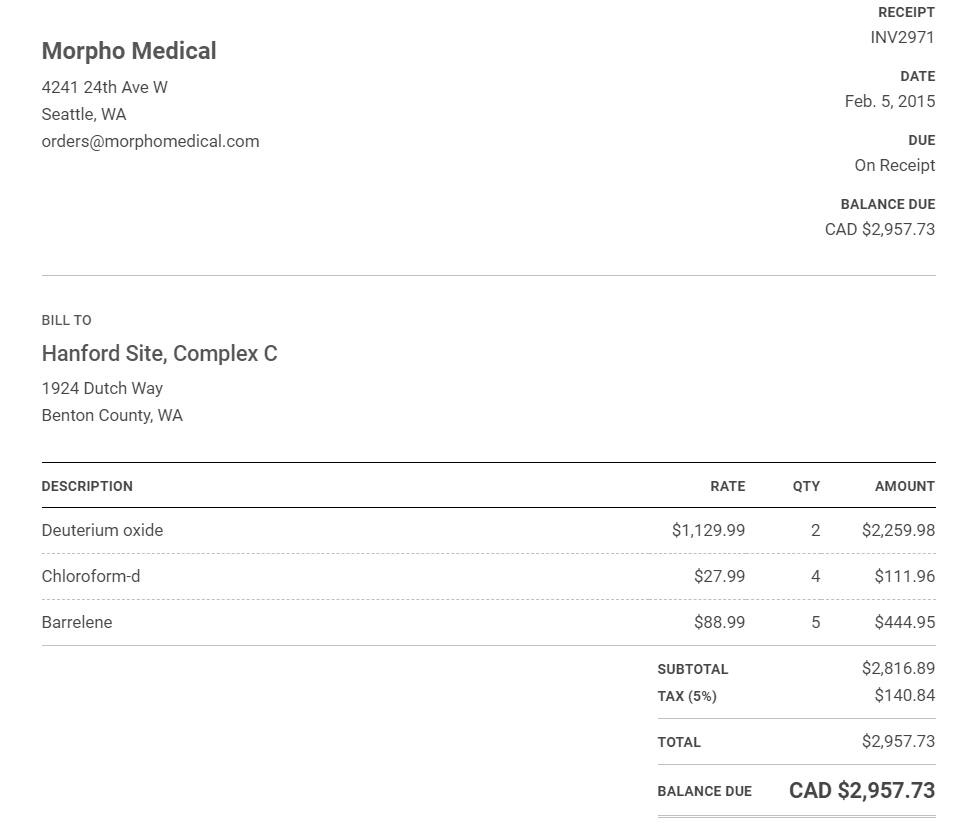 Morpho Medical
4241 24th Ave W
Seattle, WA
orders@morphomedical.com
RECEIPT
INV2971
DATE
Feb. 5, 2015
DUE
On Receipt
BALANCE DUE
CAD $2,957.73
BILL TO
Hanford Site, Complex C
1924 Dutch Way
Benton County, WA
DESCRIPTION RATE QTY AMOUNT
Deuterium oxide $1,129.99 2 $2,259.98
Chloroform-d $27.99 4 $111.96
Barrelene $88.99 5 $444.95
SUBTOTAL $2,816.89
TAX (5%) $140.84
TOTAL $2,957.73
BALANCE DUE CAD $2,957.73